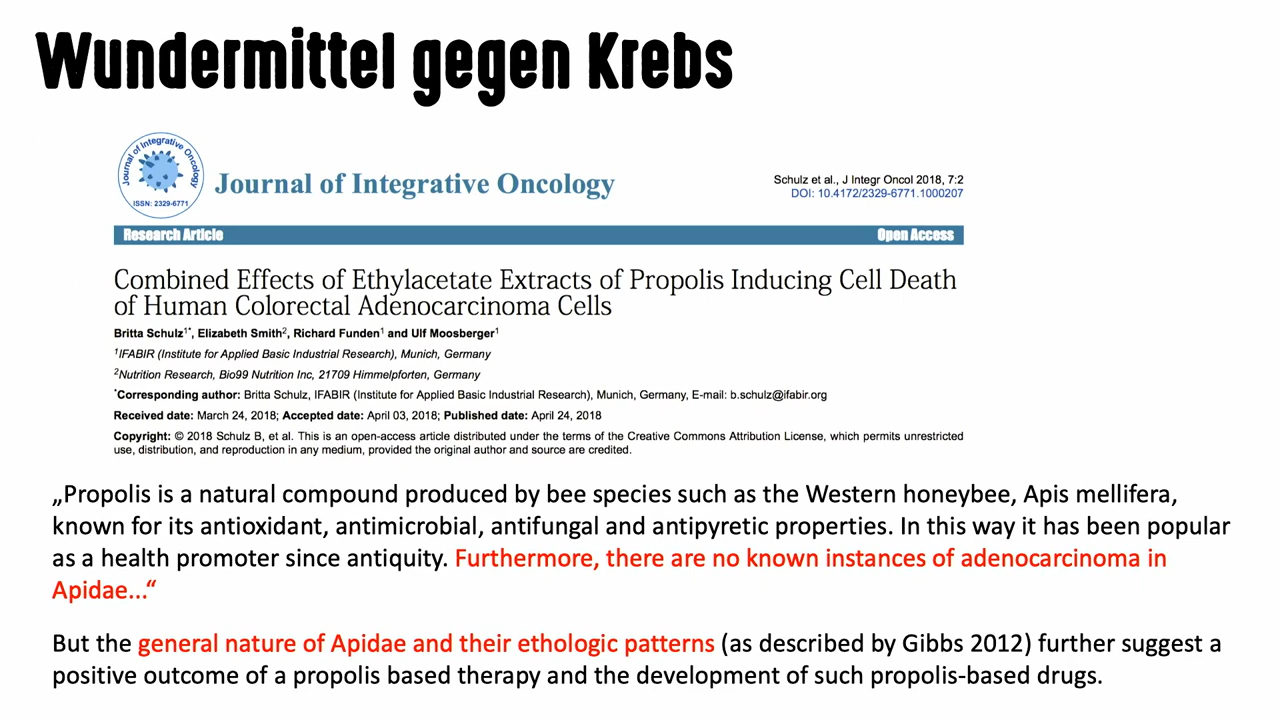 Wundermittel gegen Krebs
Journal of Integrative Oncology
ISSN: 2329-6771
Journal of Integrative Oncology
Schulz et al., J Integr Oncol 2018, 7:2
DOI: 10.4172/2329-6771.1000207
Research Article
Open Access
Combined Effects of Ethylacetate Extracts of Propolis Inducing Cell Death
of Human Colorectal Adenocarcinoma Cells
Britta Schulz1*, Elizabeth Smith2, Richard Funden1 and Ulf Moosberger1
1IFABIR (Institute for Applied Basic Industrial Research), Munich, Germany
2Nutrition Research, Bio99 Nutrition Inc, 21709 Himmelpforten, Germany
*Corresponding author: Britta Schulz, IFABIR (Institute for Applied Basic Industrial Research), Munich, Germany, E-mail: b.schulz@ifabir.org
Received date: March 24, 2018; Accepted date: April 03, 2018; Published date: April 24, 2018
Copyright: © 2018 Schulz B, et al. This is an open-access article distributed under the terms of the Creative Commons Attribution License, which permits unrestricted
use, distribution, and reproduction in any medium, provided the original author and source are credited.
„Propolis is a natural compound produced by bee species such as the Western honeybee, Apis mellifera,
known for its antioxidant, antimicrobial, antifungal and antipyretic properties. In this way it has been popular
as a health promoter since antiquity. Furthermore, there are no known instances of adenocarcinoma in
Apidae...“
But the general nature of Apidae and their ethologic patterns (as described by Gibbs 2012) further suggest a
positive outcome of a propolis based therapy and the development of such propolis-based drugs.